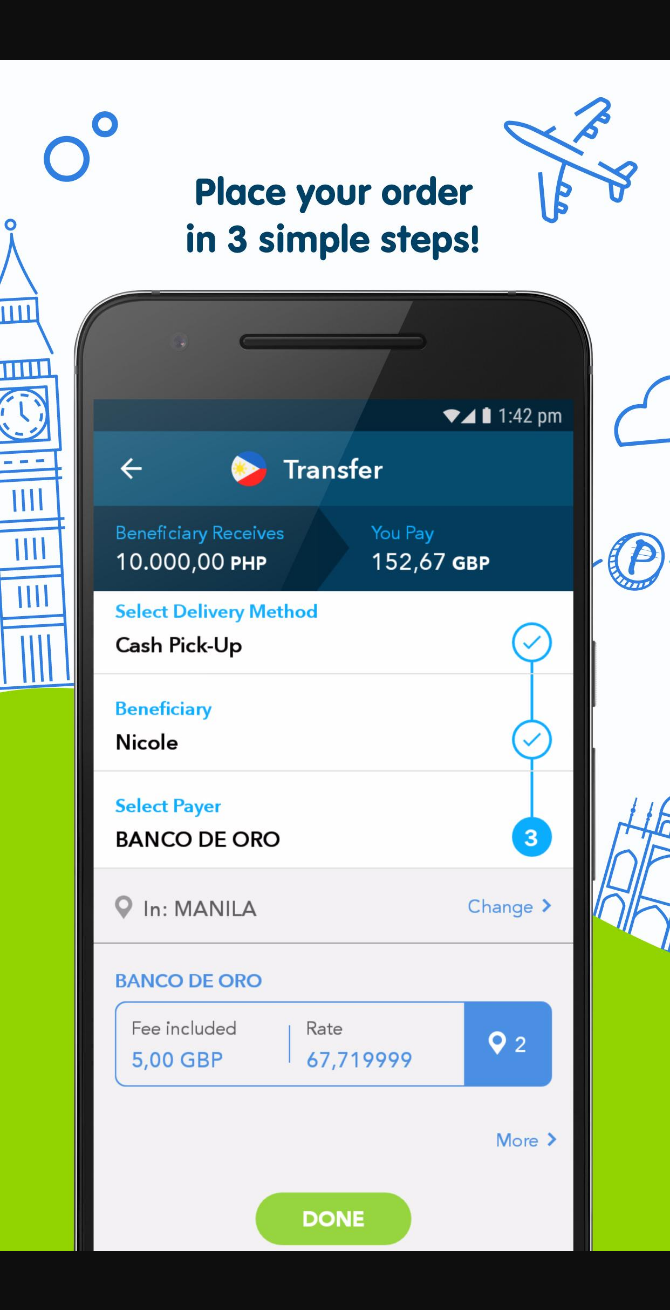 Place your order
in 3 simple steps!
1:42 pm
Transfer
Beneficiary Receives
10.000,00 PHP
You Pay
152,67 GBP
Select Delivery Method
Cash Pick-Up
Beneficiary
Nicole
Select Payer
BANCO DE ORO
3
In: MANILA
Change
BANCO DE ORO
Fee included
5,00 GBP
Rate
67,719999
2
More
DONE
P